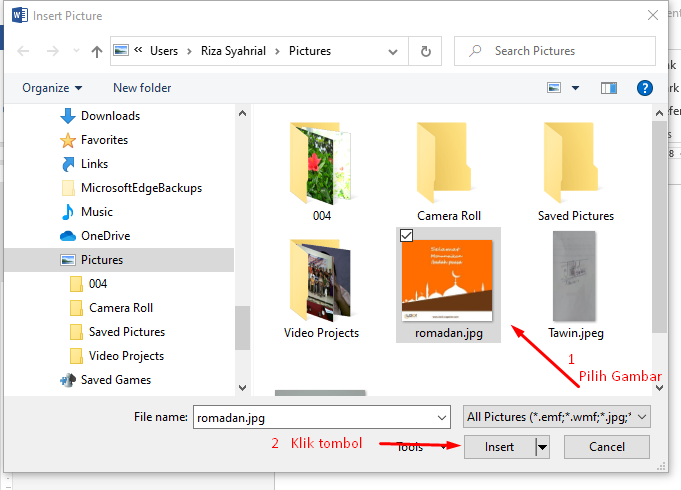 Insert Picture
« Users > Riza Syahrial > Pictures
Search Pictures
Organize
New folder
Downloads
Favorites
Links
MicrosoftEdgeBackups
Music
OneDrive
Pictures
004
Camera Roll
Saved Pictures
Video Projects
Saved Games
004
Camera Roll
Saved Pictures
Selamat
Video Projects
romadan.jpg
Tawin.jpeg
1
Pilih Gambar
File name:
romadan.jpg
All Pictures (*.emf;*.wmf;*.jpg;*
2 Klik tombol
Tools
Insert
Cancel